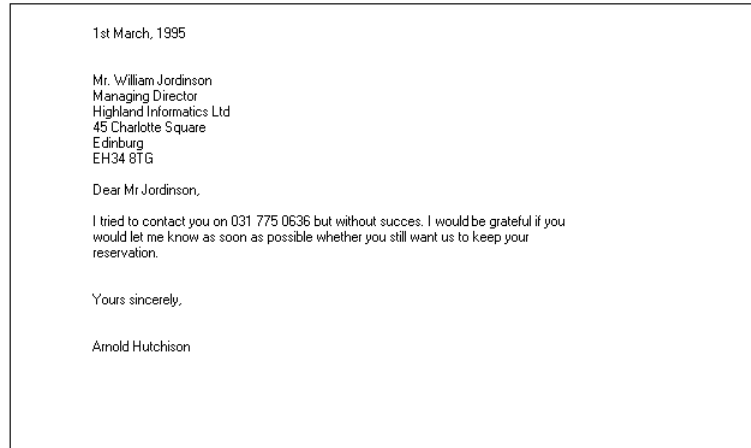 1st March, 1995
Mr. William Jordinson
Managing Director
Highland Informatics Ltd
45 Charlotte Square
Edinburg
EH34 8TG
Dear Mr Jordinson,
I tried to contact you on 031 775 0636 but without succes. I would be grateful if you
would let me know as soon as possible whether you still want us to keep your
reservation.
Yours sincerely,
Arnold Hutchison